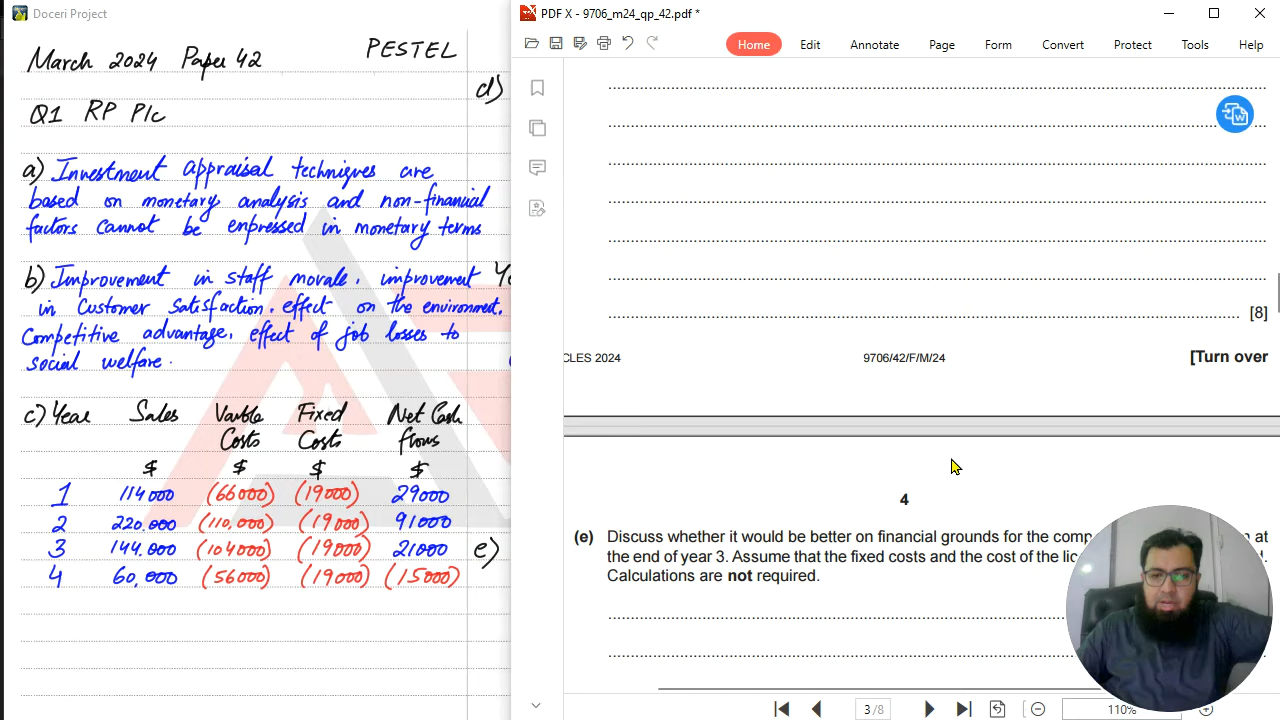 Doceri Project
March 2024 Paper 42 PESTEL
Q1 RP Plc
d)
a) Investment appraisal techniques are
based on monetary analysis and non-financial
factors cannot be expressed in monetary terms
b) Improvement in staff morale, improvement
in customer satisfaction, effect on the environment,
Competitive advantage, effect of job losses to
social welfare.
c) Year Sales Varble Costs Fixed Costs Net Cash flows
$ $ $ $
1 114000 (66000) (19000) 29000
2 220,000 (110,000) (19000) 91000
3 144,000 (104000) (19000) 21000
4 60,000 (56000) (19000) (15000)
e)
PDF X - 9706_m24_qp_42.pdf *
Home Edit Annotate Page Form Convert Protect Tools Help
[8]
CLES 2024 9706/42/F/M/24 [Turn over
4
(e) Discuss whether it would be better on financial grounds for the comp at
the end of year 3. Assume that the fixed costs and the cost of the lic
Calculations are not required.
3 /8 110%